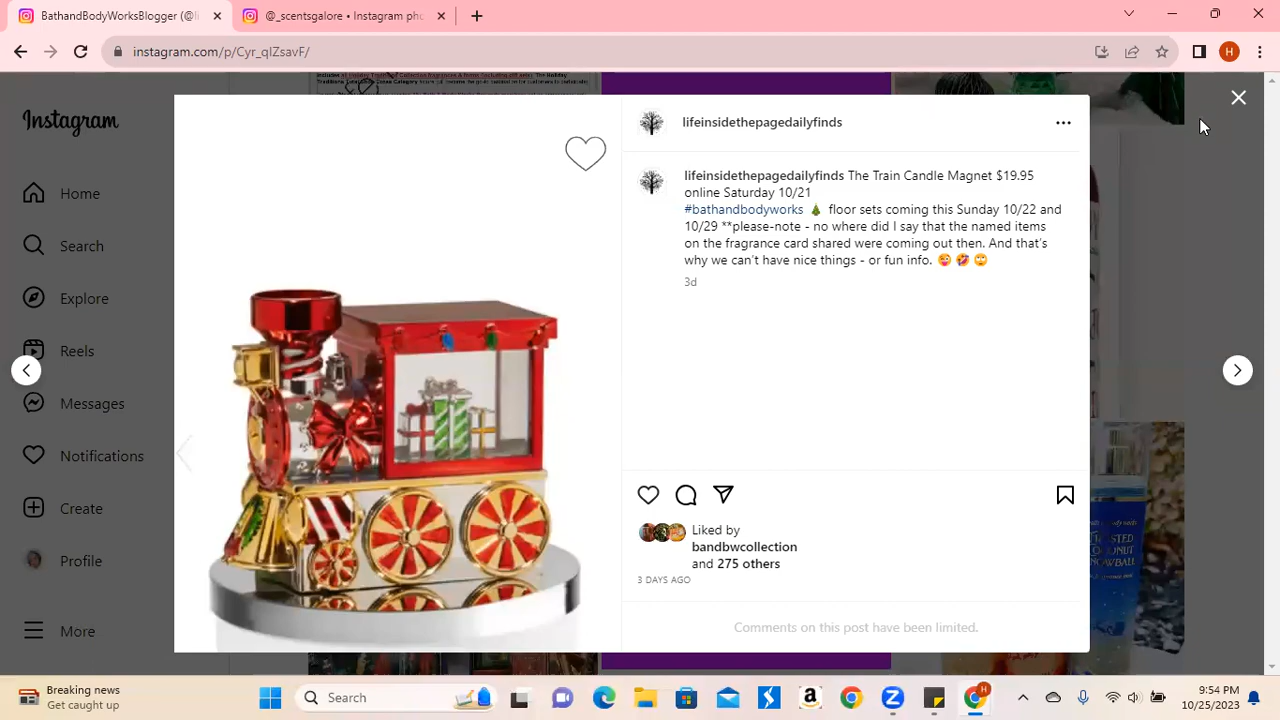 BathandBodyWorksBlogger (@li
@_scentsgalore • Instagram pho
instagram.com/p/Cyr_qIZsavF/
H
Instagram
Home
Search
Explore
Reels
Messages
Notifications
Create
Profile
More
lifeinsidethepagedailyfinds
lifeinsidethepagedailyfinds The Train Candle Magnet $19.95
online Saturday 10/21
#bathandbodyworks 🎄 floor sets coming this Sunday 10/22 and
10/29 **please-note - no where did I say that the named items
on the fragrance card shared were coming out then. And that's
why we can't have nice things - or fun info. 😜 🤣 🙄
3d
Liked by
bandbwcollection
and 275 others
3 DAYS AGO
Comments on this post have been limited.
Breaking news
Get caught up
Search
9:54 PM
10/25/2023